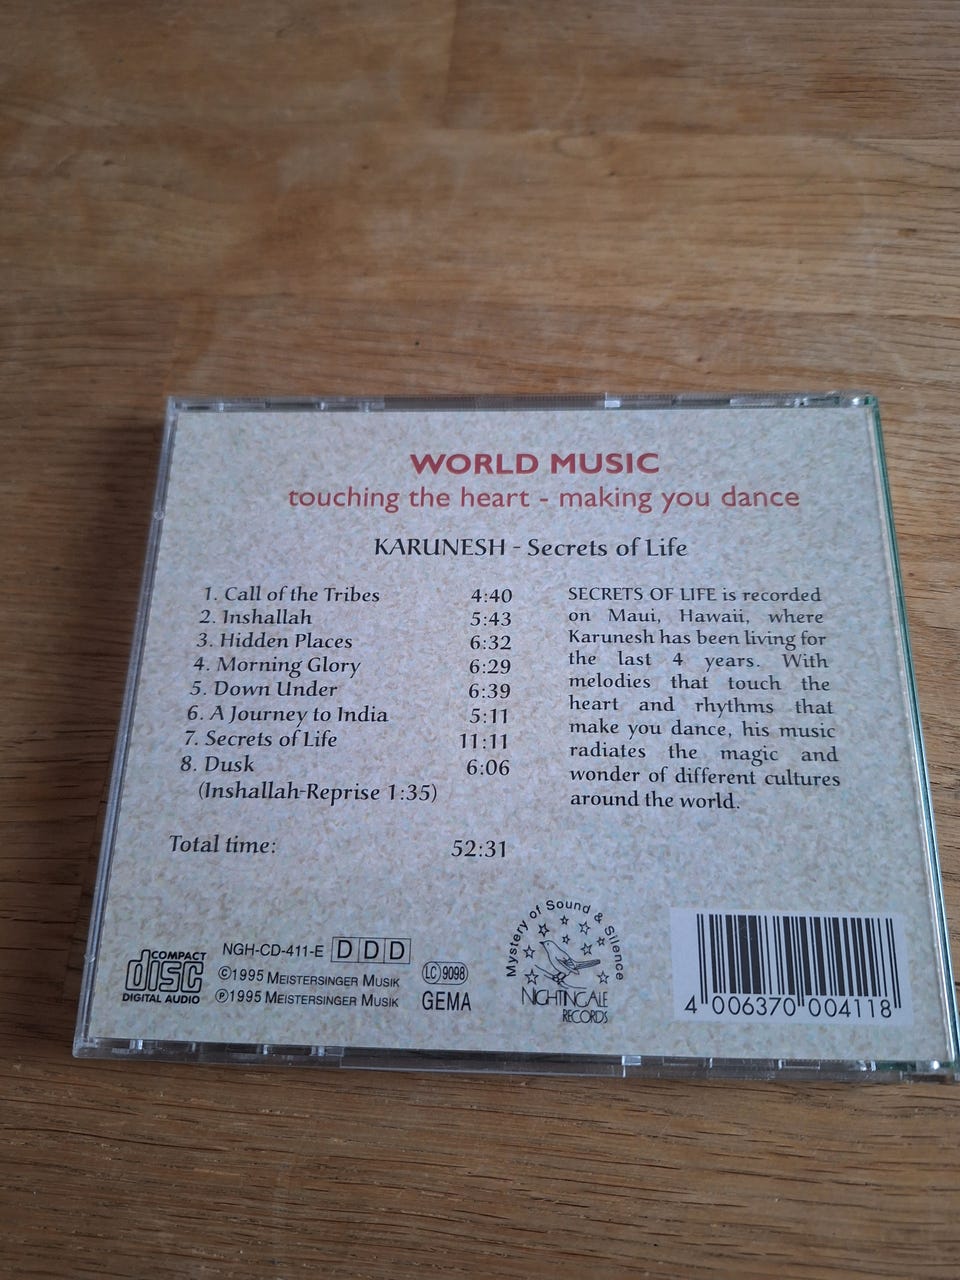 WORLD MUSIC
touching the heart - making you dance
KARUNESH - Secrets of Life
1. Call of the Tribes 4:40
2. Inshallah 5:43
3. Hidden Places 6:32
4. Morning Glory 6:29
5. Down Under 6:39
6. A Journey to India 5:11
7. Secrets of Life 11:11
8. Dusk 6:06
(Inshallah-Reprise 1:35)
Total time: 52:31
SECRETS OF LIFE is recorded
on Maui, Hawaii, where
Karunesh has been living for
the last 4 years. With
melodies that touch the
heart and rhythms that
make you dance, his music
radiates the magic and
wonder of different cultures
around the world.
COMPACT
disc
DIGITAL AUDIO
NGH-CD-411-E DDD
©1995 MEISTERSINGER MUSIK
℗1995 MEISTERSINGER MUSIK
LC 9098
GEMA
Mystery of Sound & Silence
NIGHTINGALE
RECORDS
4 006370 004118